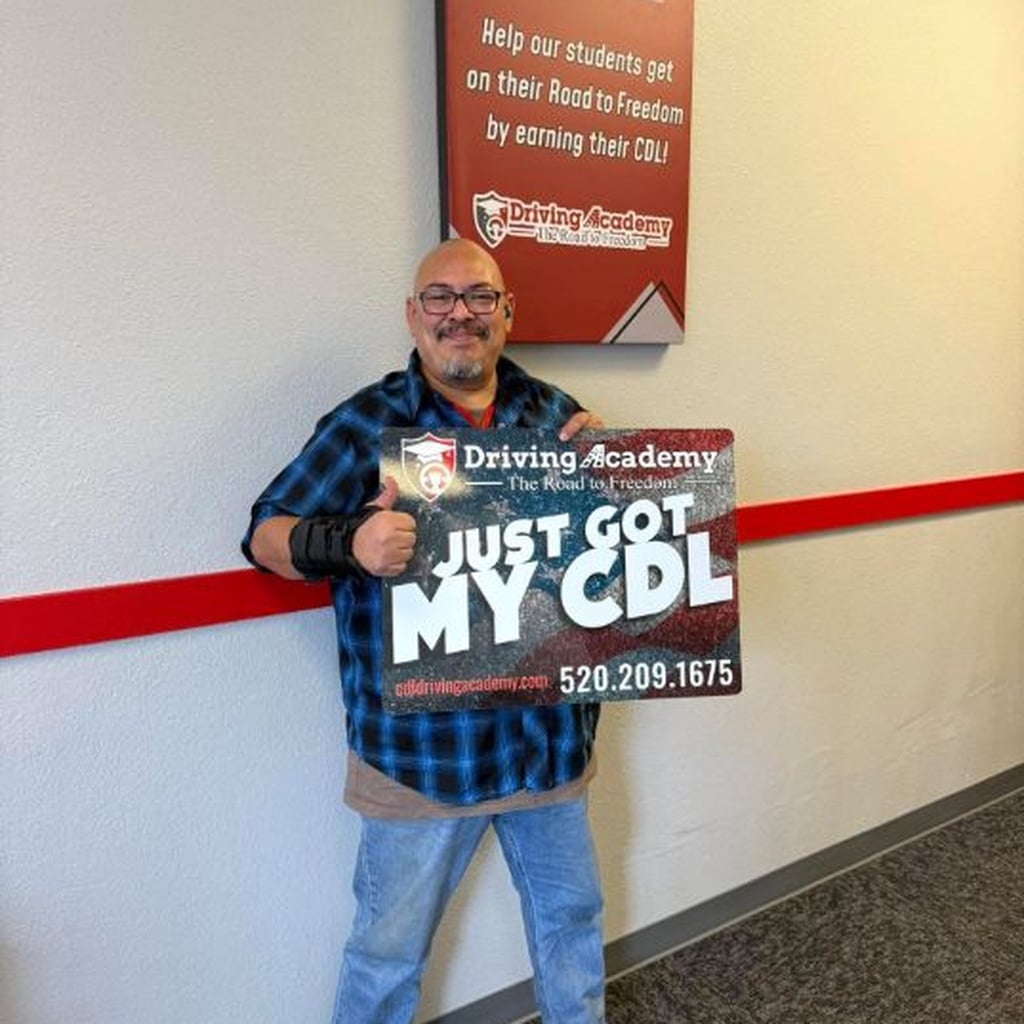 Help our students get
on their Road to Freedom
by earning their CDL!
Driving Academy
The Road to Freedom
Driving Academy
The Road to Freedom
JUST GOT
MY CDL
cdldrivingacademy.com 520.209.1675